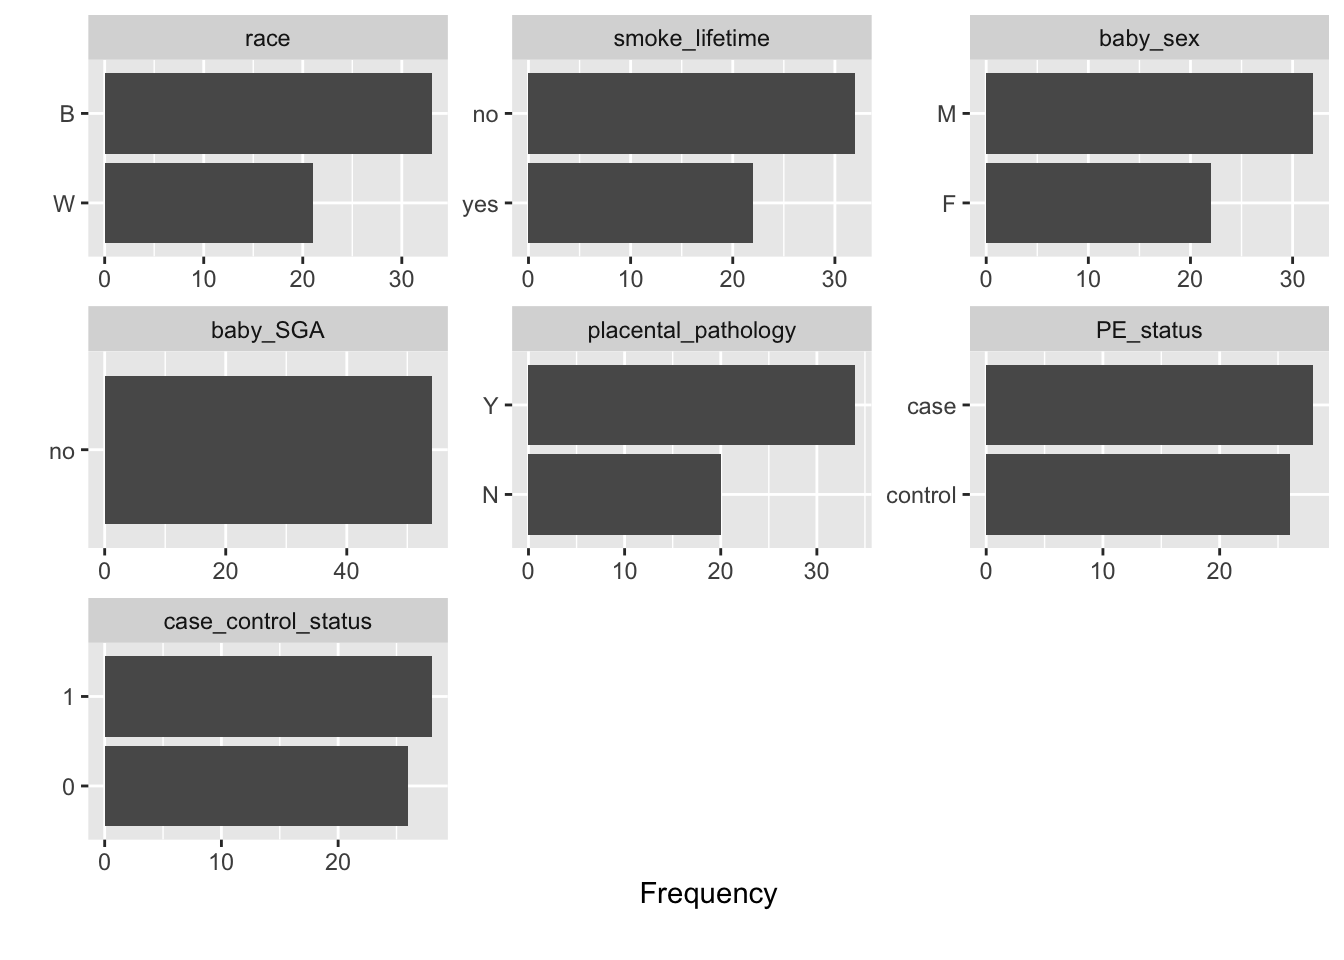 race
B
W
0 10 20 30
smoke_lifetime
no
yes
0 10 20 30
baby_sex
M
F
0 10 20 30
baby_SGA
no
0 20 40
placental_pathology
Y
N
0 10 20 30
PE_status
case
control
0 10 20
case_control_status
1
0
0 10 20
Frequency